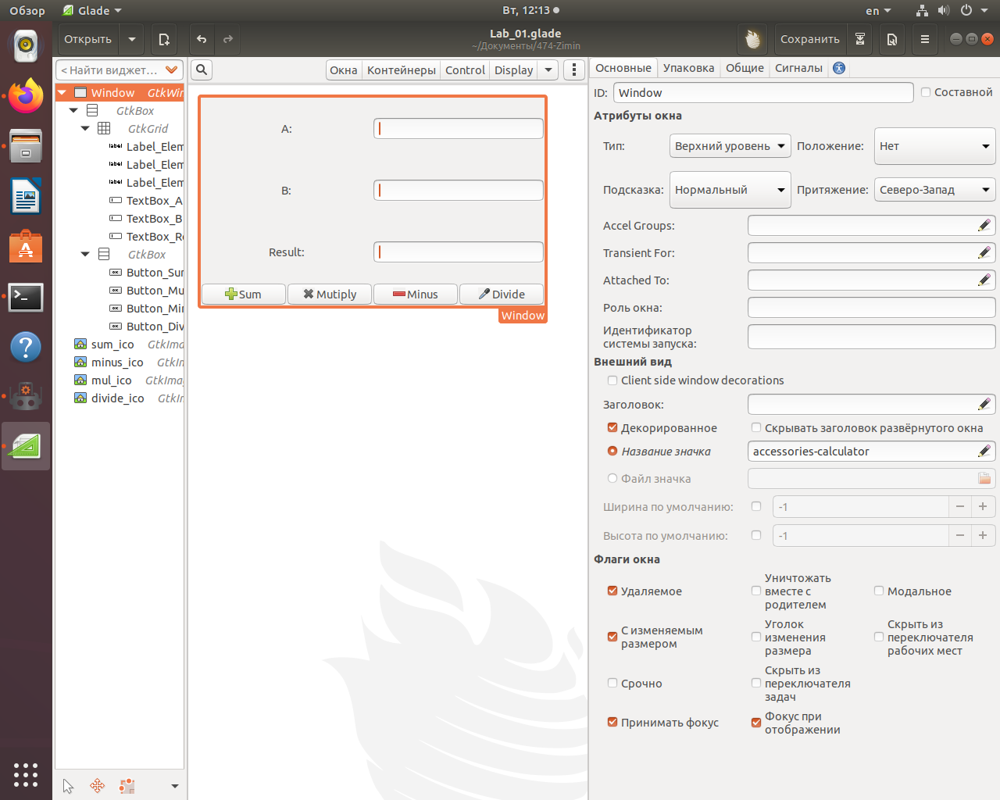 Обзор
Glade
Вт, 12:13
en
Открыть
Lab_01.glade
~/Документы/474-Zimin
Сохранить
< Найти виджет…
Окна
Контейнеры
Control
Display
Window GtkWin
GtkBox
GtkGrid
Label_Elem
Label_Elem
Label_Elem
TextBox_A
TextBox_B
TextBox_Re
GtkBox
Button_Sum
Button_Mu
Button_Min
Button_Div
sum_ico GtkIma
minus_ico GtkIm
mul_ico GtkImag
divide_ico GtkIm
A:
B:
Result:
Sum
Mutiply
Minus
Divide
Window
Основные
Упаковка
Общие
Сигналы
ID:
Window
Составной
Атрибуты окна
Тип:
Верхний уровень
Положение:
Нет
Подсказка:
Нормальный
Притяжение:
Северо-Запад
Accel Groups:
Transient For:
Attached To:
Роль окна:
Идентификатор
системы запуска:
Внешний вид
Client side window decorations
Заголовок:
Декорированное
Скрывать заголовок развёрнутого окна
Название значка
accessories-calculator
Файл значка
Ширина по умолчанию:
-1
Высота по умолчанию:
-1
Флаги окна
Удаляемое
Уничтожать
вместе с
родителем
Модальное
С изменяемым
размером
Уголок
изменения
размера
Скрыть из
переключателя
рабочих мест
Срочно
Скрыть из
переключателя
задач
Принимать фокус
Фокус при
отображении